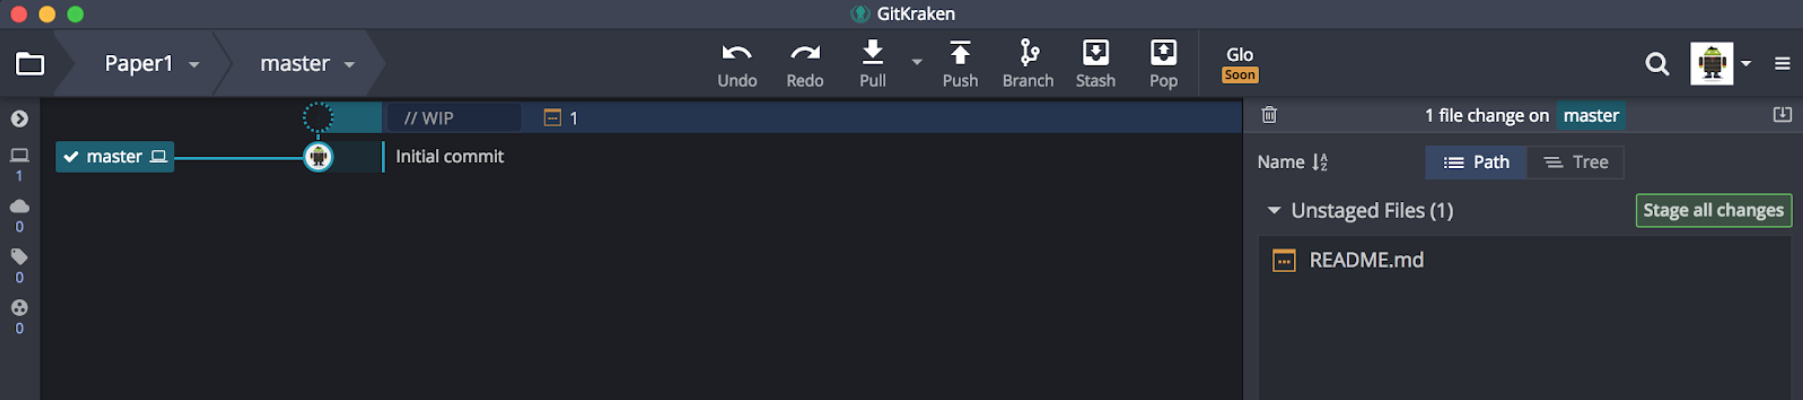 GitKraken
Paper1
master
Undo
Redo
Pull
Push
Branch
Stash
Pop
Glo
Soon
// WIP
1
1 file change on master
master
Initial commit
Name
Path
Tree
1
0
0
0
Unstaged Files (1)
Stage all changes
README.md